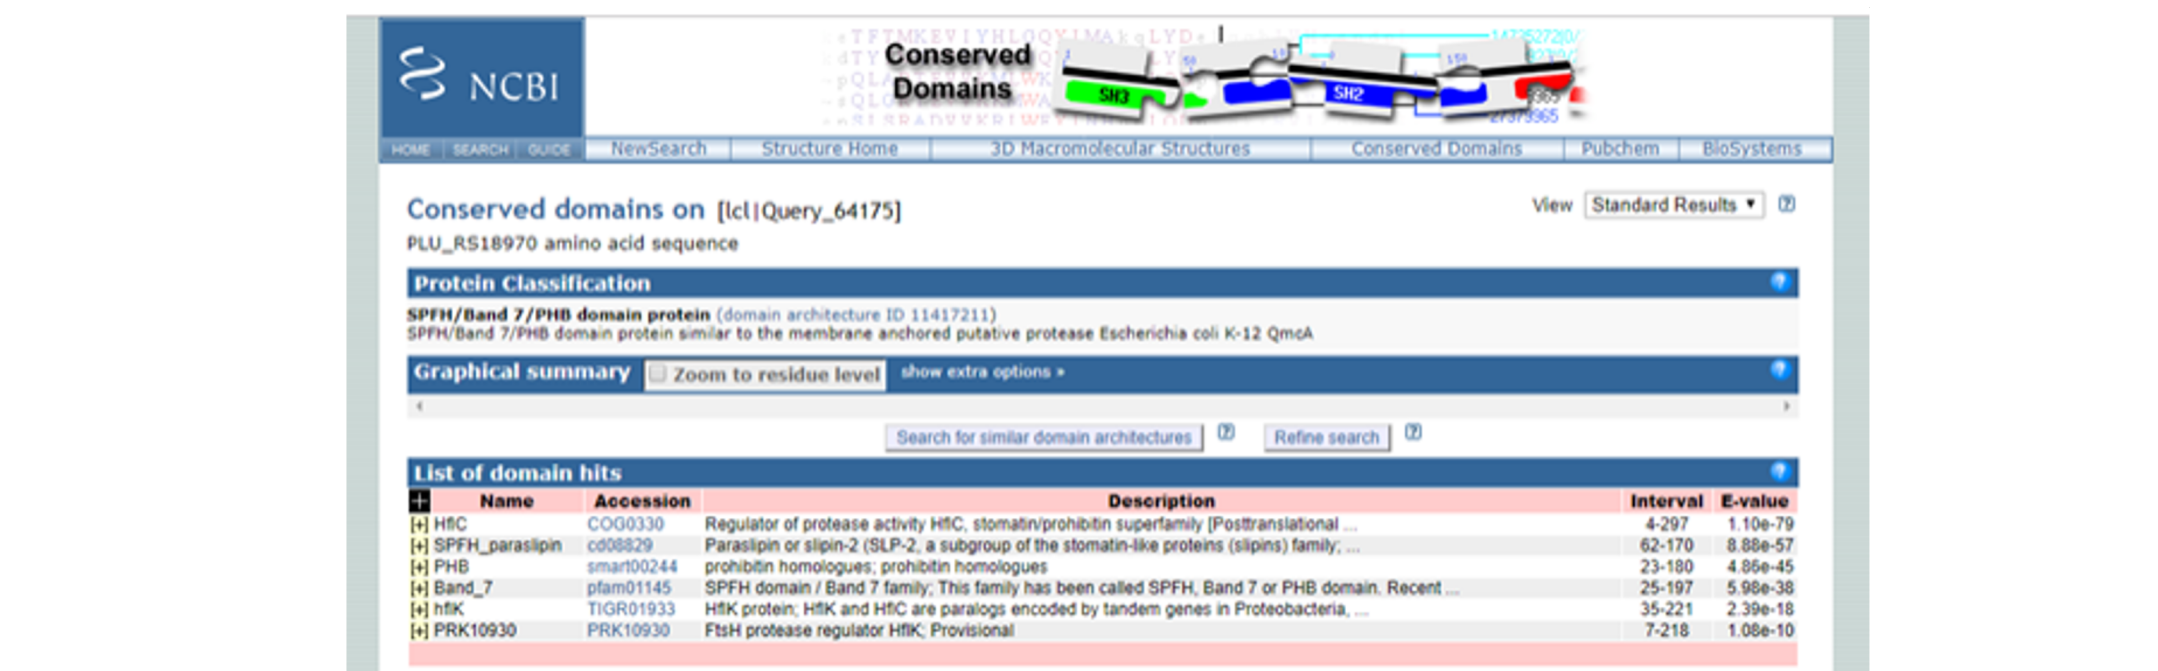 NCBI
Conserved
Domains
SH3
SH2
HOME SEARCH GUIDE NewSearch Structure Home 3D Macromolecular Structures Conserved Domains Pubchem BioSystems
Conserved domains on [lcl|Query_64175]
View Standard Results
PLU_RS18970 amino acid sequence
Protein Classification
SPFH/Band 7/PHB domain protein (domain architecture ID 11417211)
SPFH/Band 7/PHB domain protein similar to the membrane anchored putative protease Escherichia coli K-12 QmcA
Graphical summary Zoom to residue level show extra options »
Search for similar domain architectures Refine search
List of domain hits
Name Accession Description Interval E-value
[+] HflC COG0330 Regulator of protease activity HflC, stomatin/prohibitin superfamily [Posttranslational ... 4-297 1.10e-79
[+] SPFH_paraslipin cd08829 Paraslipin or slipin-2 (SLP-2, a subgroup of the stomatin-like proteins (slipins) family; ... 62-170 8.88e-57
[+] PHB smart00244 prohibitin homologues; prohibitin homologues 23-180 4.86e-45
[+] Band_7 pfam01145 SPFH domain / Band 7 family; This family has been called SPFH, Band 7 or PHB domain. Recent ... 25-197 5.98e-38
[+] hflK TIGR01933 HflK protein; HflK and HflC are paralogs encoded by tandem genes in Proteobacteria, ... 35-221 2.39e-18
[+] PRK10930 PRK10930 FtsH protease regulator HflK; Provisional 7-218 1.08e-10